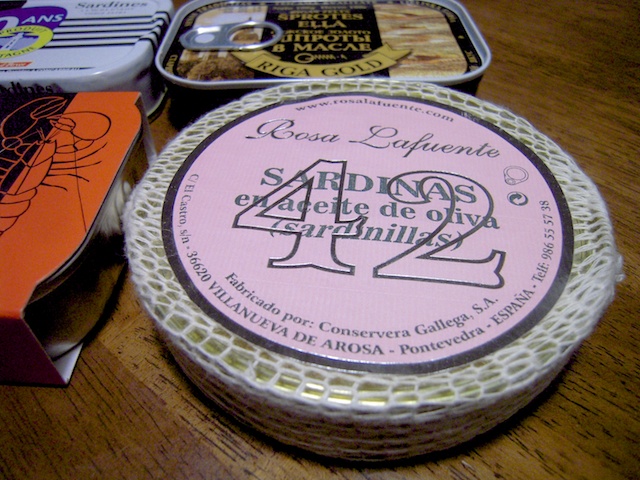 ANS
Sardines
SPROTES
EĻĻĀ
ШПРОТЫ
В МАСЛЕ
RIGA GOLD
www.rosalafuente.com
Rosa Lafuente
42
SARDINAS
en aceite de oliva
(sardinillas)
Fabricado por: Conservera Gallega, S.A.
©El Castro, s/n - 36620 VILLANUEVA DE AROSA - Pontevedra - ESPAÑA - Telf: 986 55 57 38